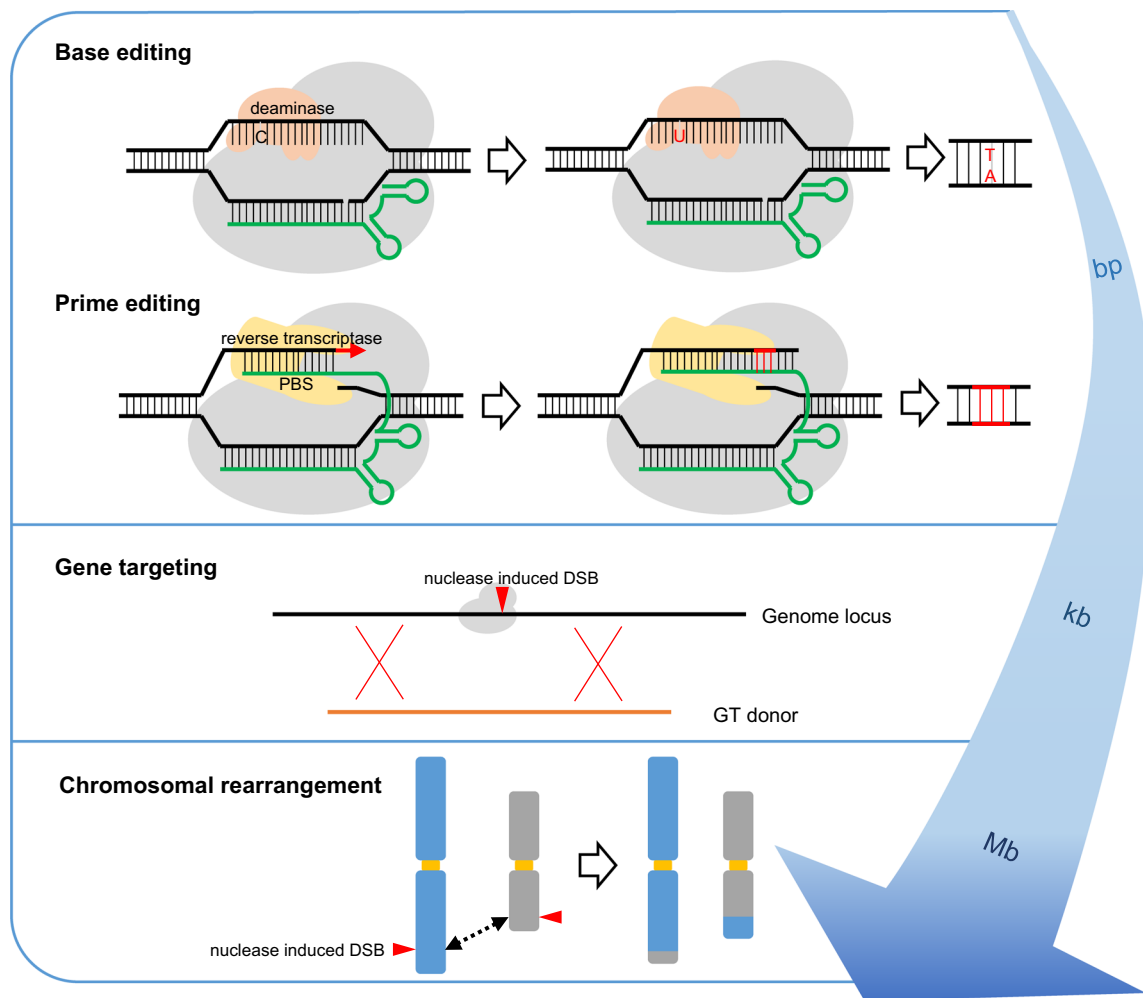 Base editing
deaminase
C
U
T
A
bp
Prime editing
reverse transcriptase
PBS
Gene targeting
nuclease induced DSB
Genome locus
kb
GT donor
Chromosomal rearrangement
Mb
nuclease induced DSB